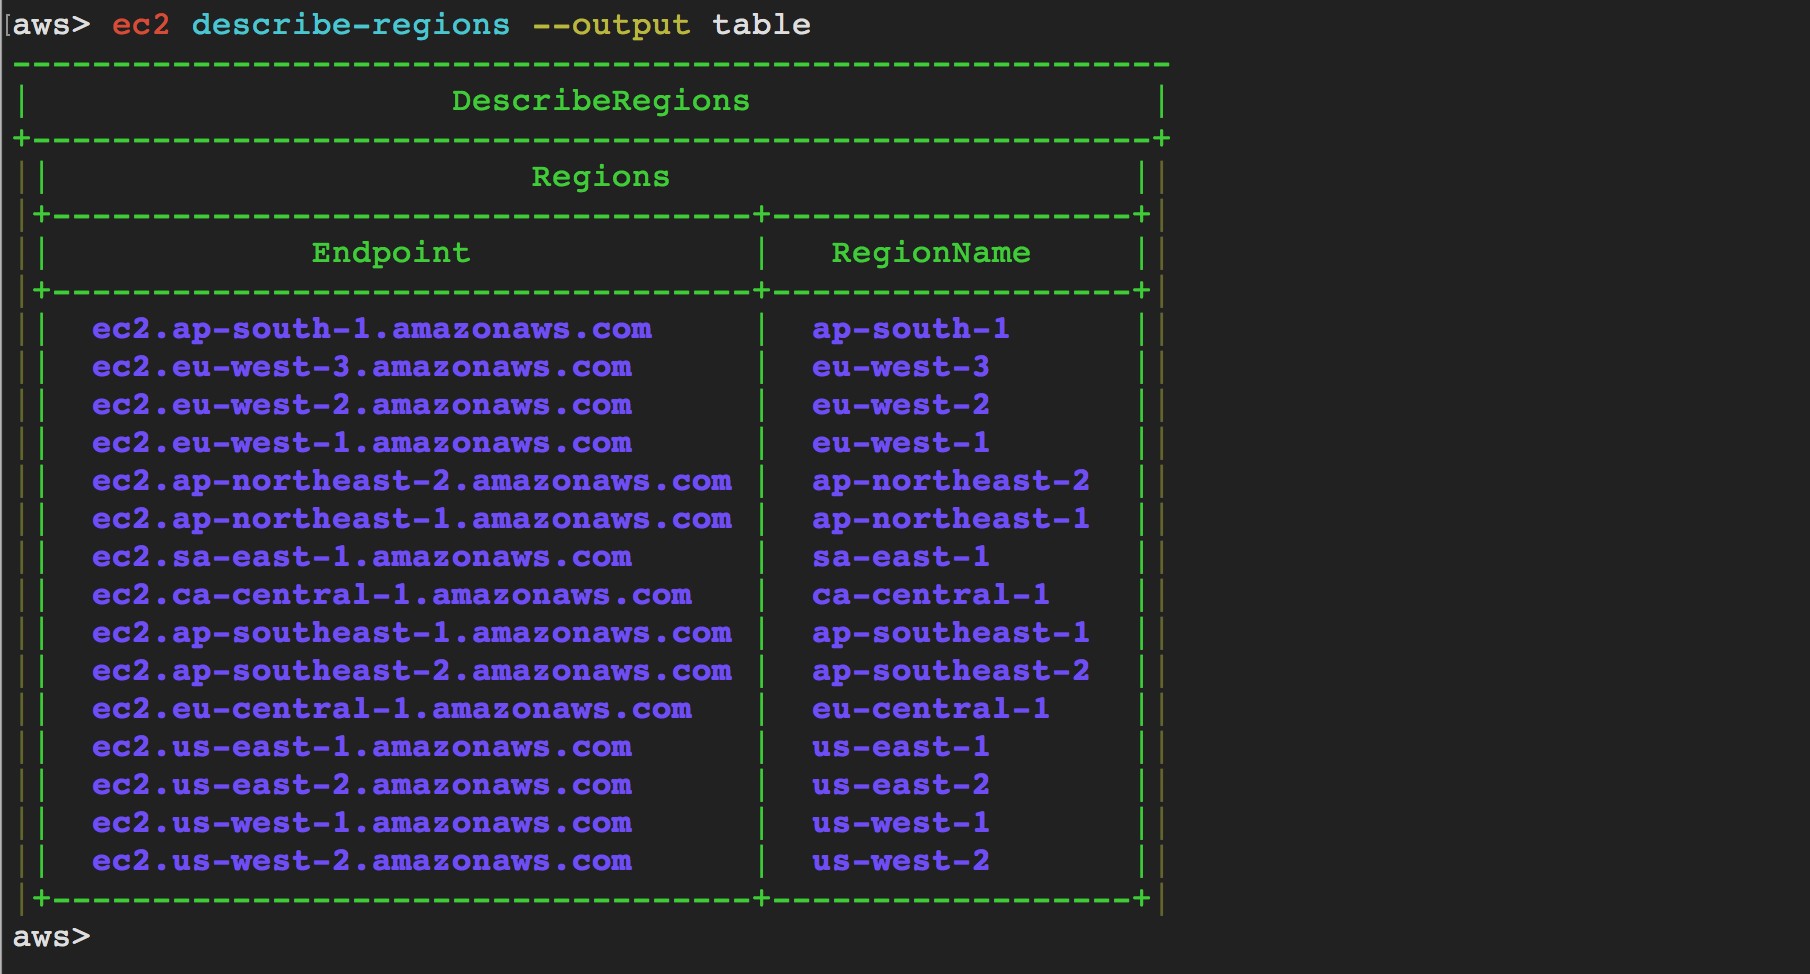 aws> ec2 describe-regions --output table
DescribeRegions
Regions
Endpoint | RegionName
ec2.ap-south-1.amazonaws.com | ap-south-1
ec2.eu-west-3.amazonaws.com | eu-west-3
ec2.eu-west-2.amazonaws.com | eu-west-2
ec2.eu-west-1.amazonaws.com | eu-west-1
ec2.ap-northeast-2.amazonaws.com | ap-northeast-2
ec2.ap-northeast-1.amazonaws.com | ap-northeast-1
ec2.sa-east-1.amazonaws.com | sa-east-1
ec2.ca-central-1.amazonaws.com | ca-central-1
ec2.ap-southeast-1.amazonaws.com | ap-southeast-1
ec2.ap-southeast-2.amazonaws.com | ap-southeast-2
ec2.eu-central-1.amazonaws.com | eu-central-1
ec2.us-east-1.amazonaws.com | us-east-1
ec2.us-east-2.amazonaws.com | us-east-2
ec2.us-west-1.amazonaws.com | us-west-1
ec2.us-west-2.amazonaws.com | us-west-2
aws>